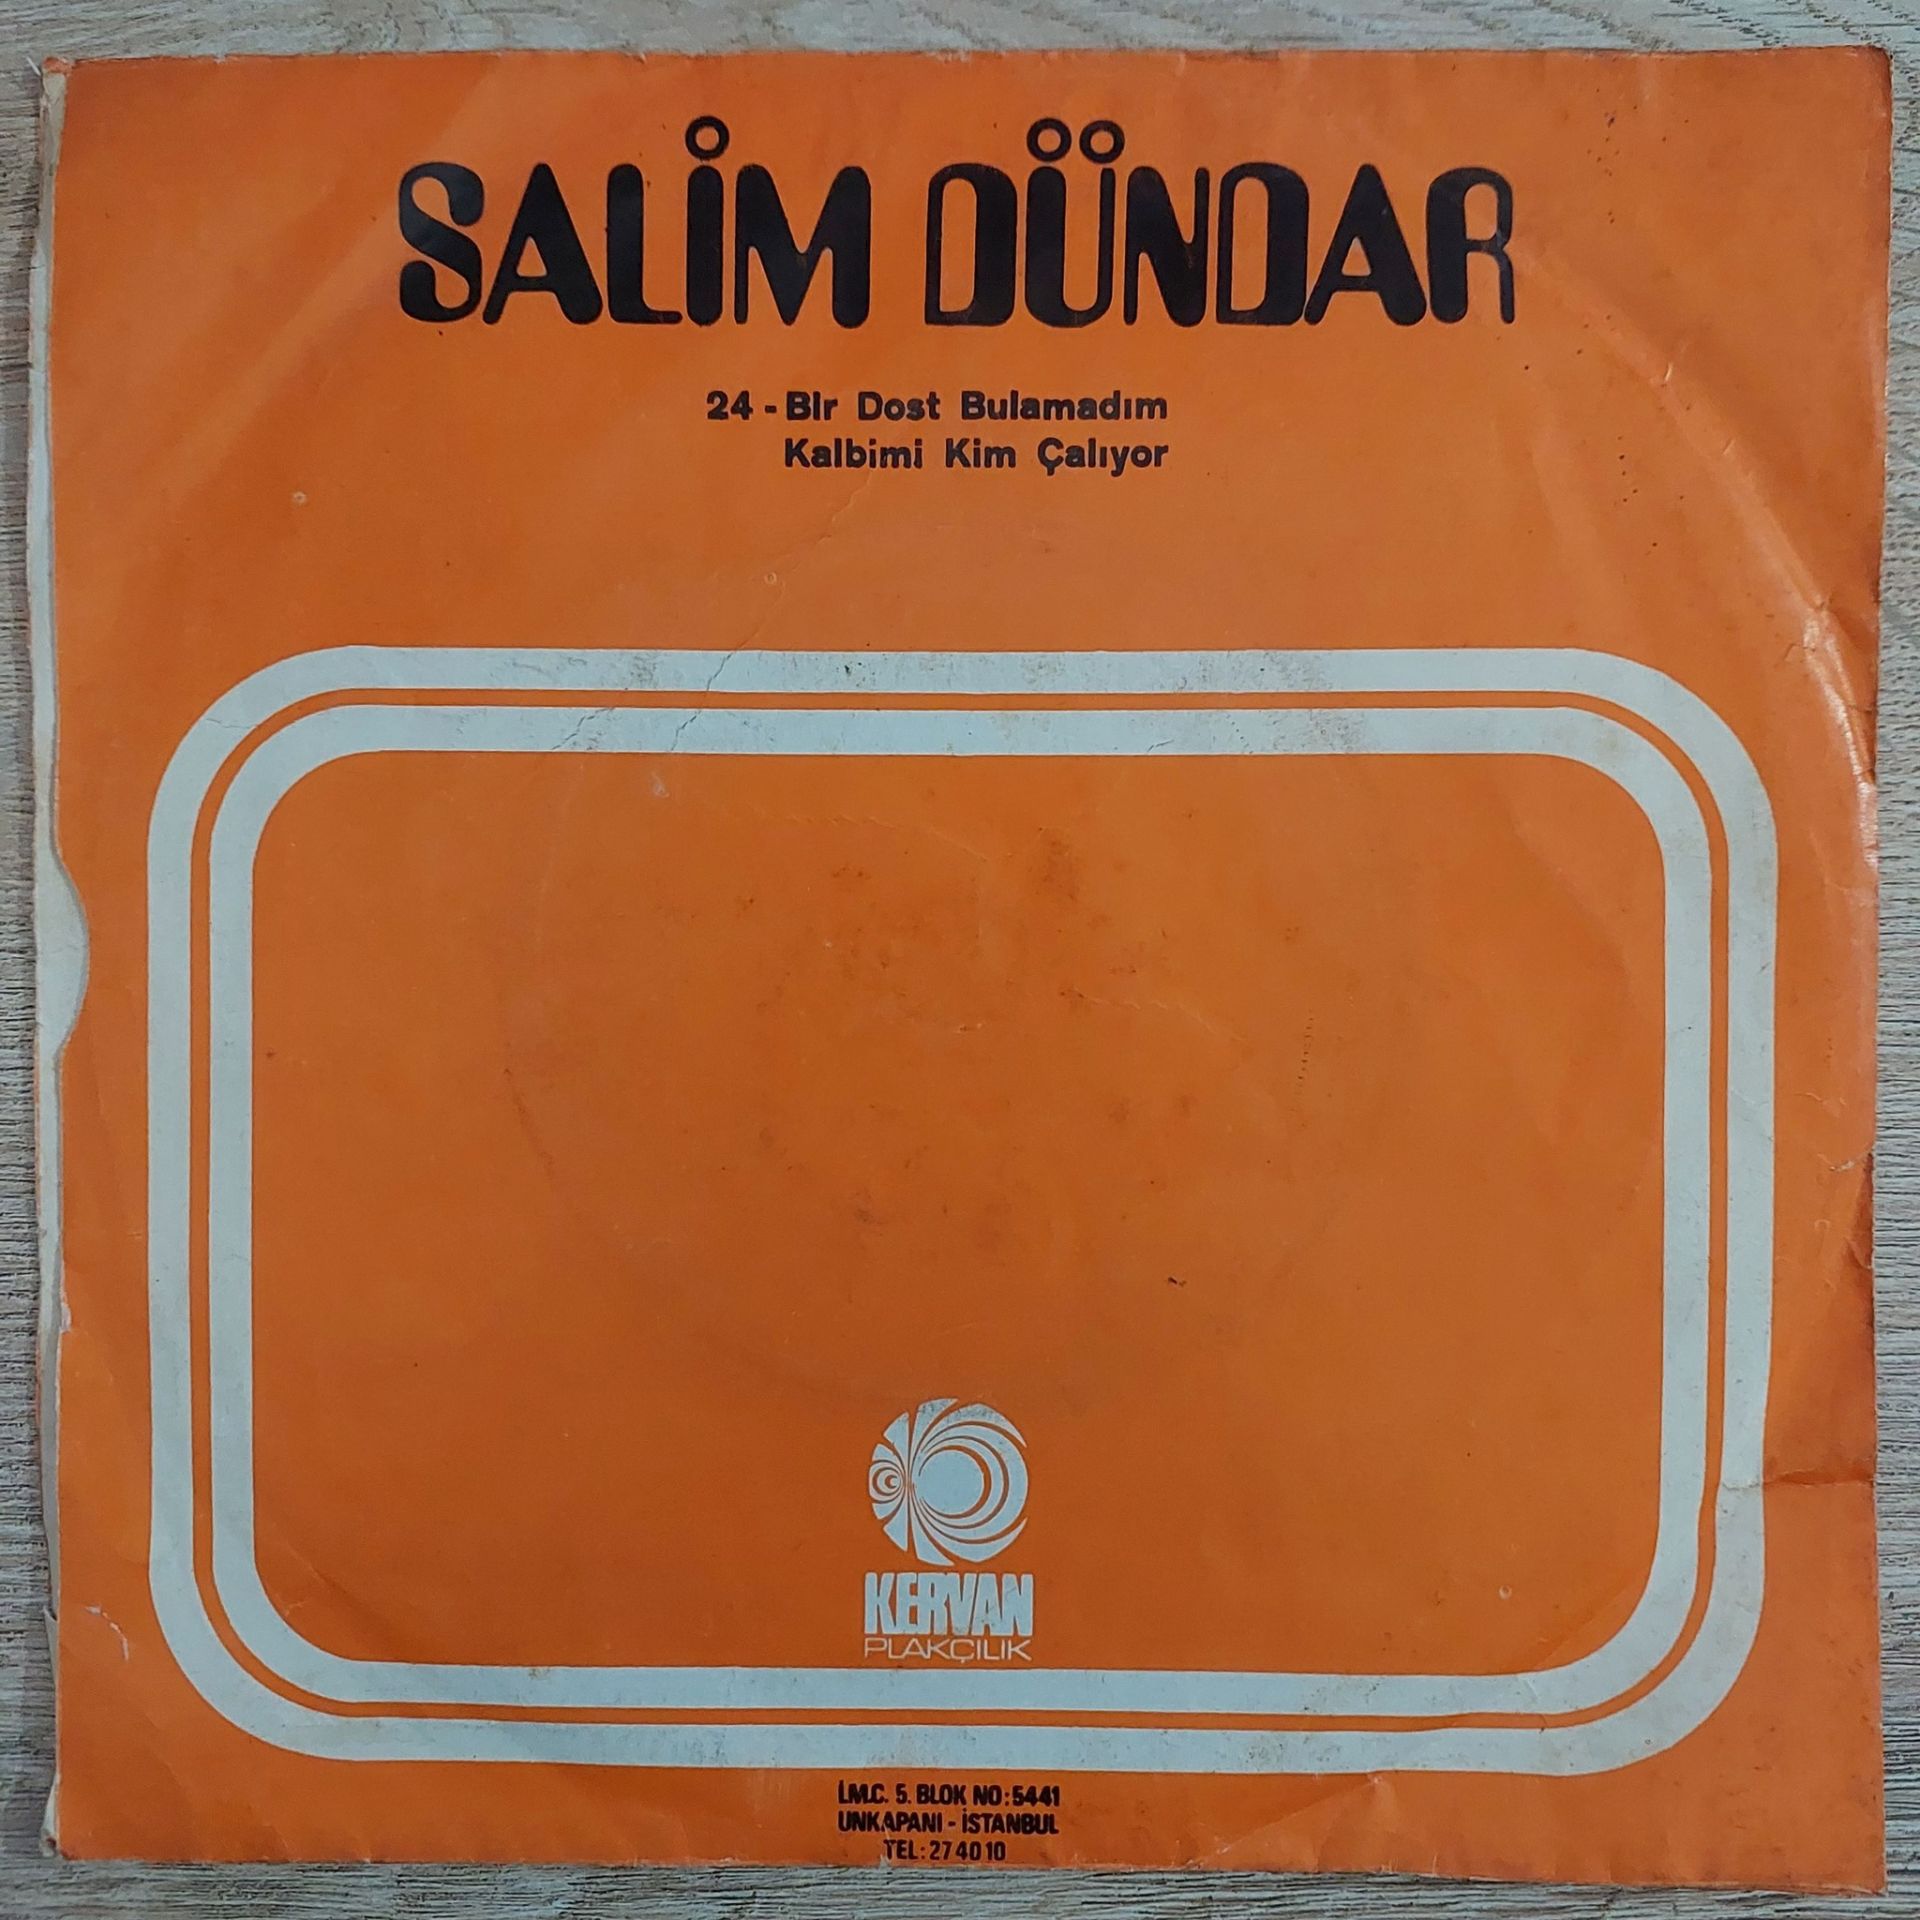 SALİM DÜNDAR
24 - Bir Dost Bulamadım
Kalbimi Kim Çalıyor
KERVAN
PLAKÇILIK
İ.M.C. 5. BLOK NO: 5441
UNKAPANI - İSTANBUL
TEL: 27 40 10